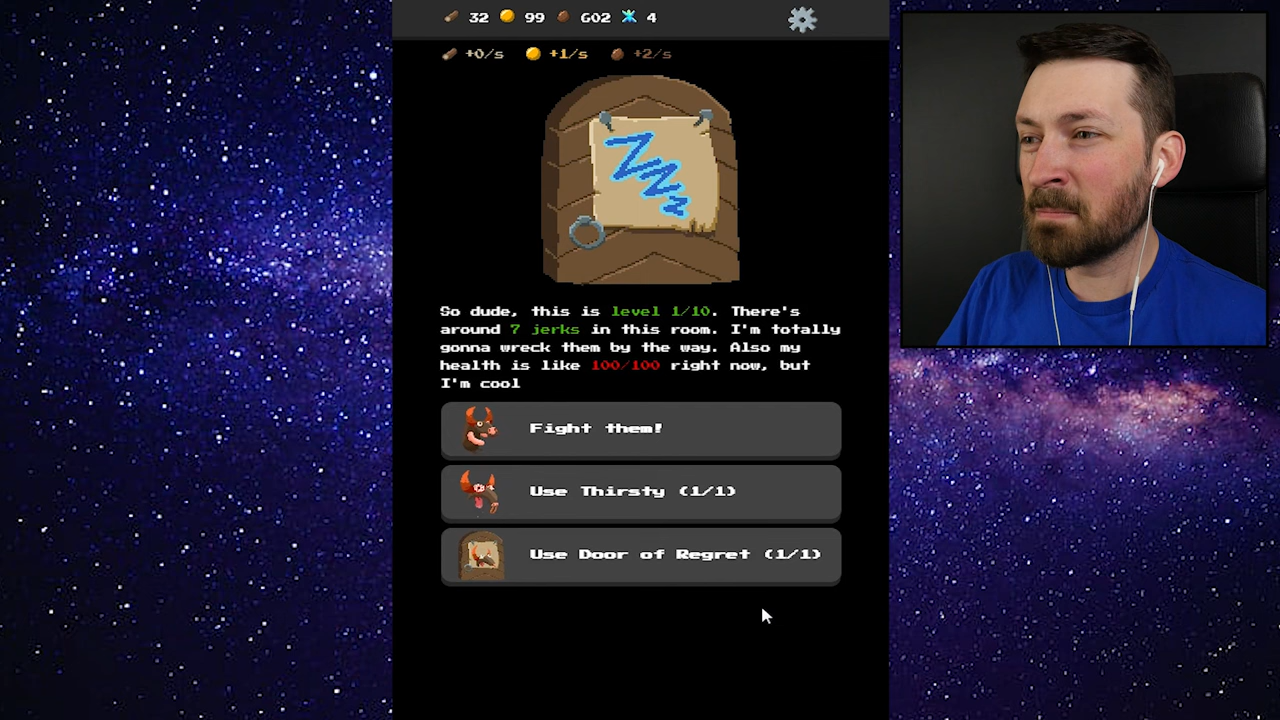 32 99 602 4
+0/s +1/s +2/s
So dude, this is level 1/10. There's
around 7 jerks in this room. I'm totally
gonna wreck them by the way. Also my
health is like 100/100 right now, but
I'm cool
Fight them!
Use Thirsty (1/1)
Use Door of Regret (1/1)